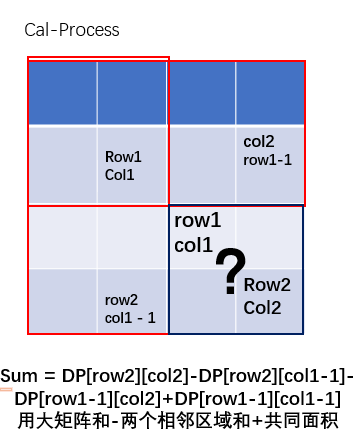 Cal-Process
Row1
Col1
col2
row1-1
row1
col1
?
Row2
Col2
row2
col1 - 1
Sum = DP[row2][col2]-DP[row2][col1-1]-
DP[row1-1][col2]+DP[row1-1][col1-1]
用大矩阵和-两个相邻区域和+共同面积